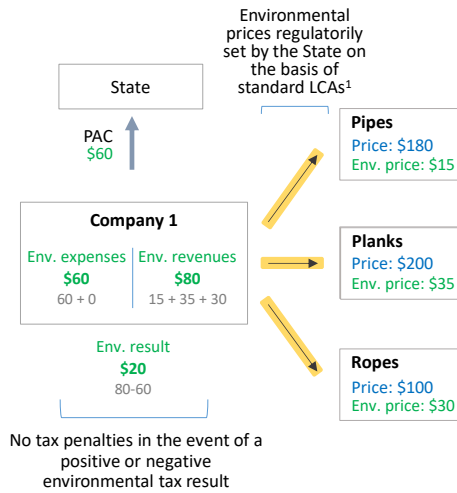 Environmental
prices regulatorily
set by the State on
the basis of
standard LCAs¹
State
PAC
$60
Company 1
Env. expenses
$60
60 + 0
Env. revenues
$80
15 + 35 + 30
Env. result
$20
80-60
No tax penalties in the event of a
positive or negative
environmental tax result
Pipes
Price: $180
Env. price: $15
Planks
Price: $200
Env. price: $35
Ropes
Price: $100
Env. price: $30